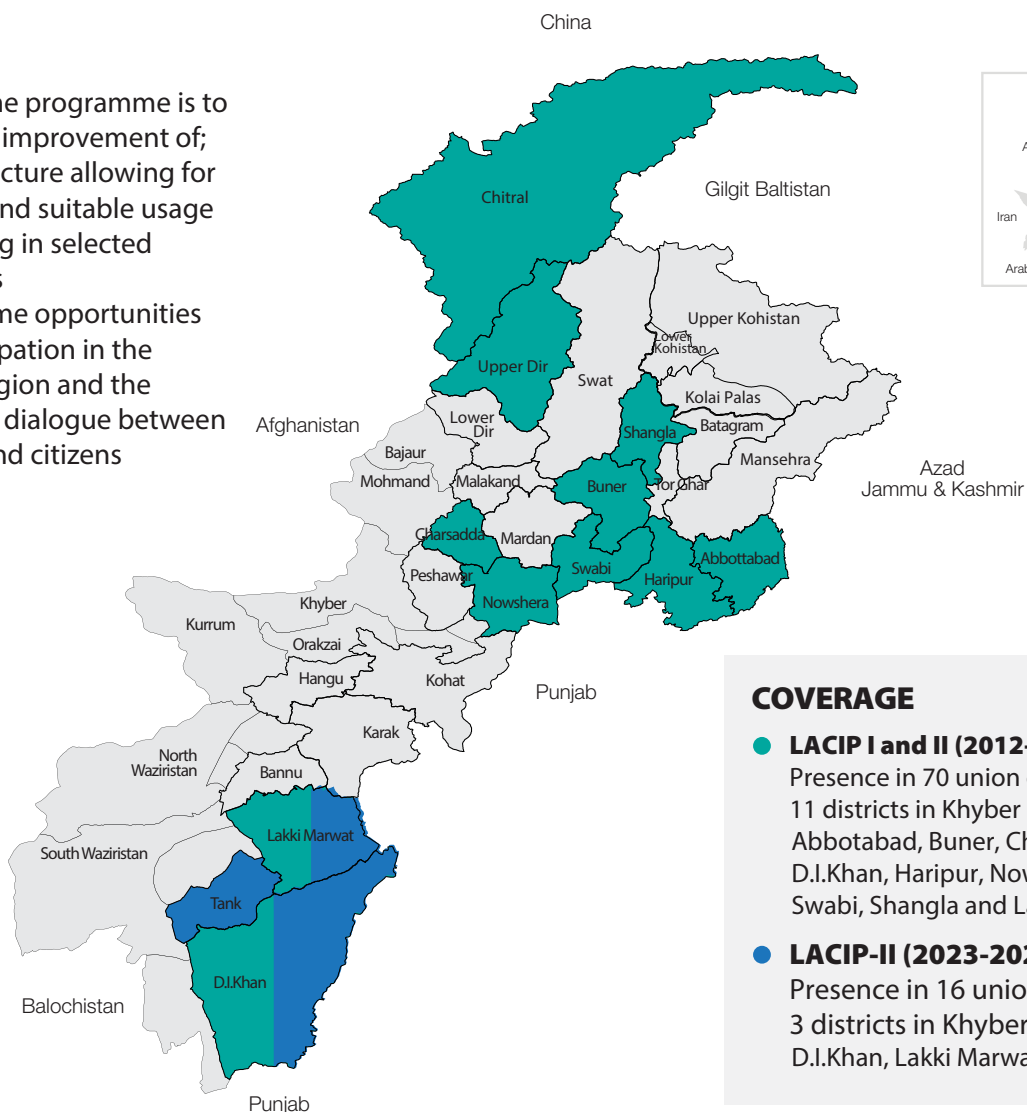 China
ne programme is to
improvement of;
cture allowing for
nd suitable usage
g in selected
s
me opportunities
pation in the
gion and the
dialogue between
nd citizens
Gilgit Baltistan
A
Iran
Arab
Chitral
Upper Kohistan
Lower
Kohistan
Upper Dir
Swat
Kolai Palas
Afghanistan
Lower
Dir
Shangla
Batagram
Bajaur
Mansehra
Mohmand
Malakand
Buner
Tor Ghar
Azad
Jammu & Kashmir
Charsadda
Mardan
Abbottabad
Peshawar
Swabi
Haripur
Nowshera
Khyber
Kurrum
Orakzai
Hangu
Kohat
Punjab
Karak
North
Waziristan
Bannu
Lakki Marwat
South Waziristan
Tank
D.I.Khan
Balochistan
Punjab
COVERAGE
LACIP I and II (2012-
Presence in 70 union
11 districts in Khyber
Abbotabad, Buner, Ch
D.I.Khan, Haripur, Now
Swabi, Shangla and La
LACIP-II (2023-202
Presence in 16 unio
3 districts in Khyber
D.I.Khan, Lakki Marwa